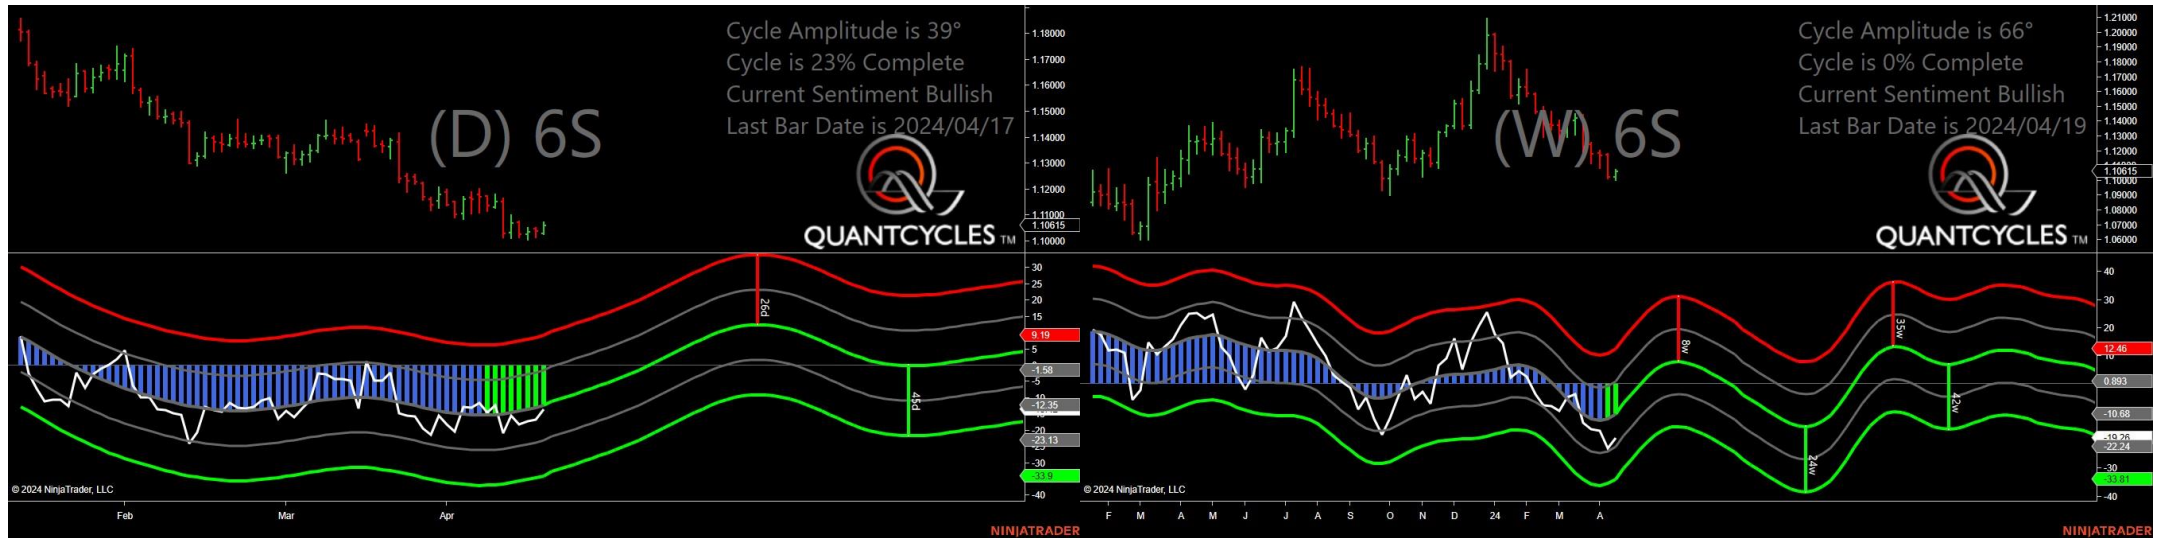 Cycle Amplitude is 39°
Cycle is 23% Complete
Current Sentiment Bullish
Last Bar Date is 2024/04/17
(D) 6S
QUANTCYCLES TM
1.18000
1.17000
1.16000
1.15000
1.14000
1.13000
1.12000
1.11000
1.10615
1.10000
26d
45d
30
25
20
15
9.19
5
-1.58
-5
-12.35
-20
-23.13
-30
-33.9
-40
© 2024 NinjaTrader, LLC
Feb Mar Apr
NINJATRADER
Cycle Amplitude is 66°
Cycle is 0% Complete
Current Sentiment Bullish
Last Bar Date is 2024/04/19
(W) 6S
QUANTCYCLES TM
1.21000
1.20000
1.19000
1.18000
1.17000
1.16000
1.15000
1.14000
1.13000
1.12000
1.10615
1.10000
1.09000
1.08000
1.07000
1.06000
8w
24w
35w
42w
40
30
20
12.46
0.893
-10.68
-19.26
-22.24
-30
-33.81
-40
© 2024 NinjaTrader, LLC
F M A M J J A S O N D 24 F M A
NINJATRADER